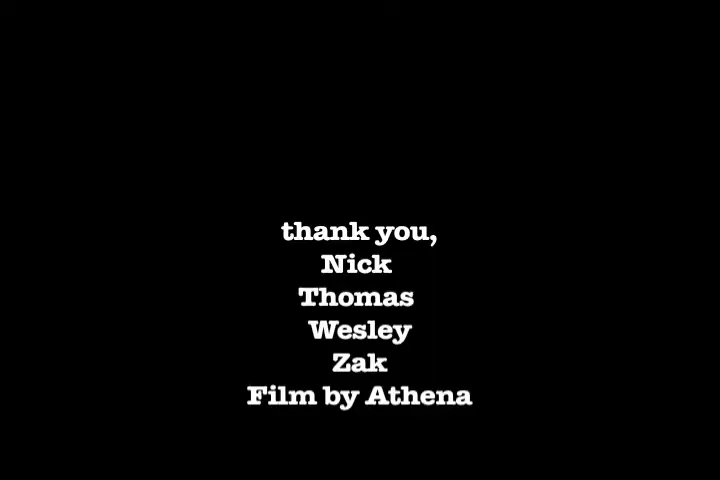 thank you,
Nick
Thomas
Wesley
Zak
Film by Athena